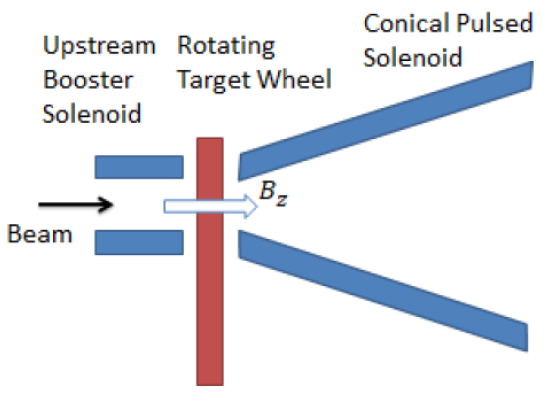 Upstream
Booster
Solenoid
Rotating
Target Wheel
Conical Pulsed
Solenoid
B_z
Beam